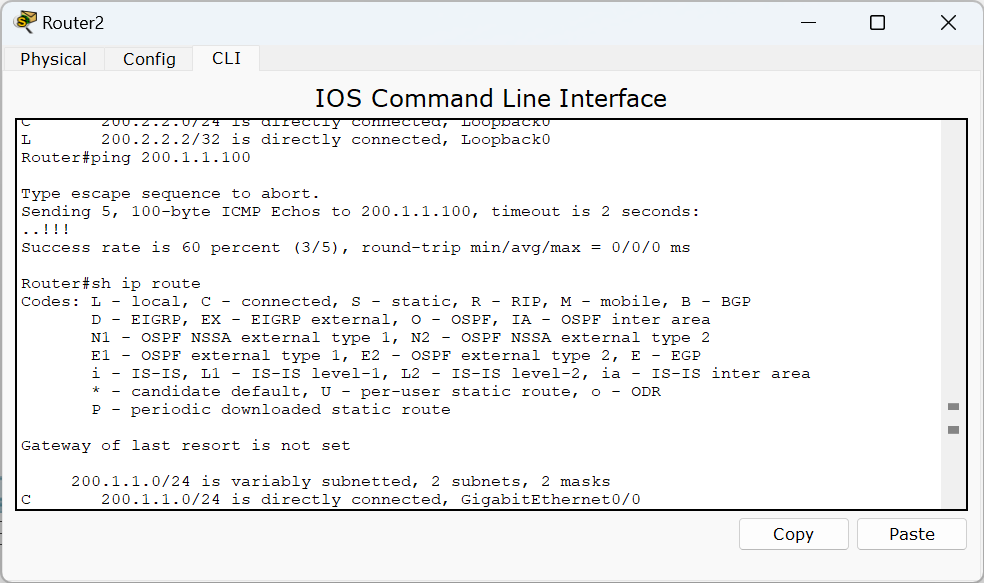 Router2
Physical Config CLI
IOS Command Line Interface
C        200.2.2.0/24 is directly connected, Loopback0
L        200.2.2.2/32 is directly connected, Loopback0
Router#ping 200.1.1.100
Type escape sequence to abort.
Sending 5, 100-byte ICMP Echos to 200.1.1.100, timeout is 2 seconds:
..!!!
Success rate is 60 percent (3/5), round-trip min/avg/max = 0/0/0 ms
Router#sh ip route
Codes: L - local, C - connected, S - static, R - RIP, M - mobile, B - BGP
       D - EIGRP, EX - EIGRP external, O - OSPF, IA - OSPF inter area
       N1 - OSPF NSSA external type 1, N2 - OSPF NSSA external type 2
       E1 - OSPF external type 1, E2 - OSPF external type 2, E - EGP
       i - IS-IS, L1 - IS-IS level-1, L2 - IS-IS level-2, ia - IS-IS inter area
       * - candidate default, U - per-user static route, o - ODR
       P - periodic downloaded static route
Gateway of last resort is not set
     200.1.1.0/24 is variably subnetted, 2 subnets, 2 masks
C       200.1.1.0/24 is directly connected, GigabitEthernet0/0
Copy Paste